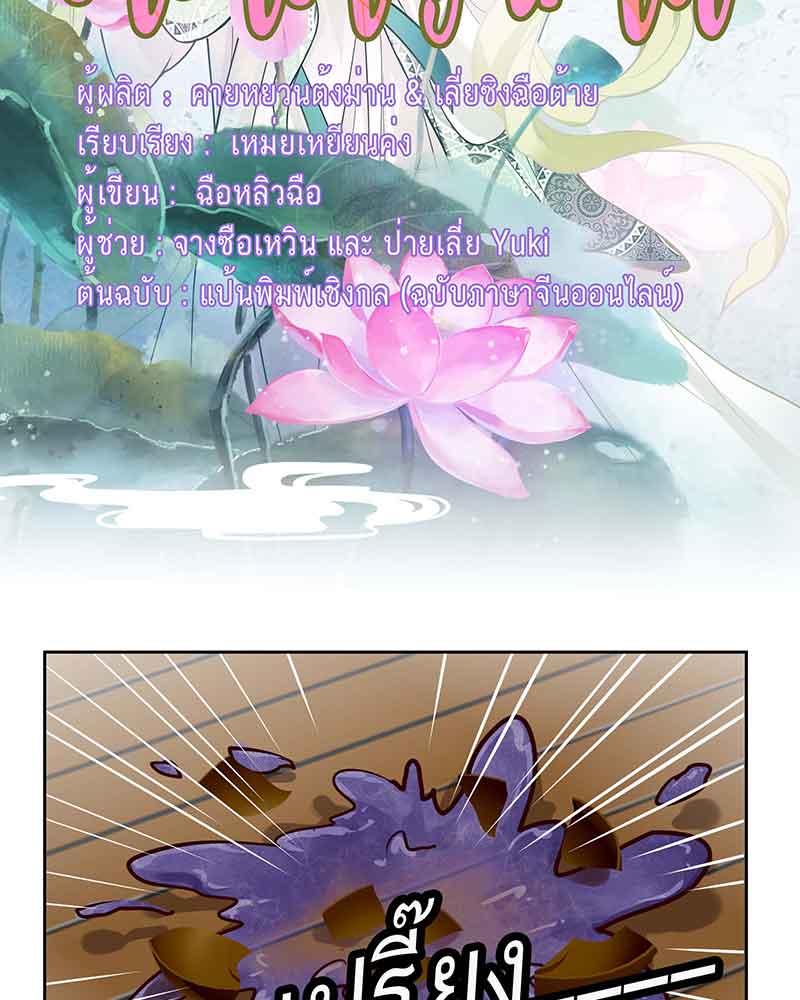 ผู้ผลิต : คายหยวนต้งม่าน & เลี่ยซิงฉือต้าย
เรียบเรียง : เหม่ยเหยียนค่ง
ผู้เขียน : ฉือหลิวฉือ
ผู้ช่วย : จางซือเหวิน และ ป่ายเลี่ย Yuki
ต้นฉบับ : แป้นพิมพ์เชิงกล (ฉบับภาษาจีนออนไลน์)
เปรี๊ยง----